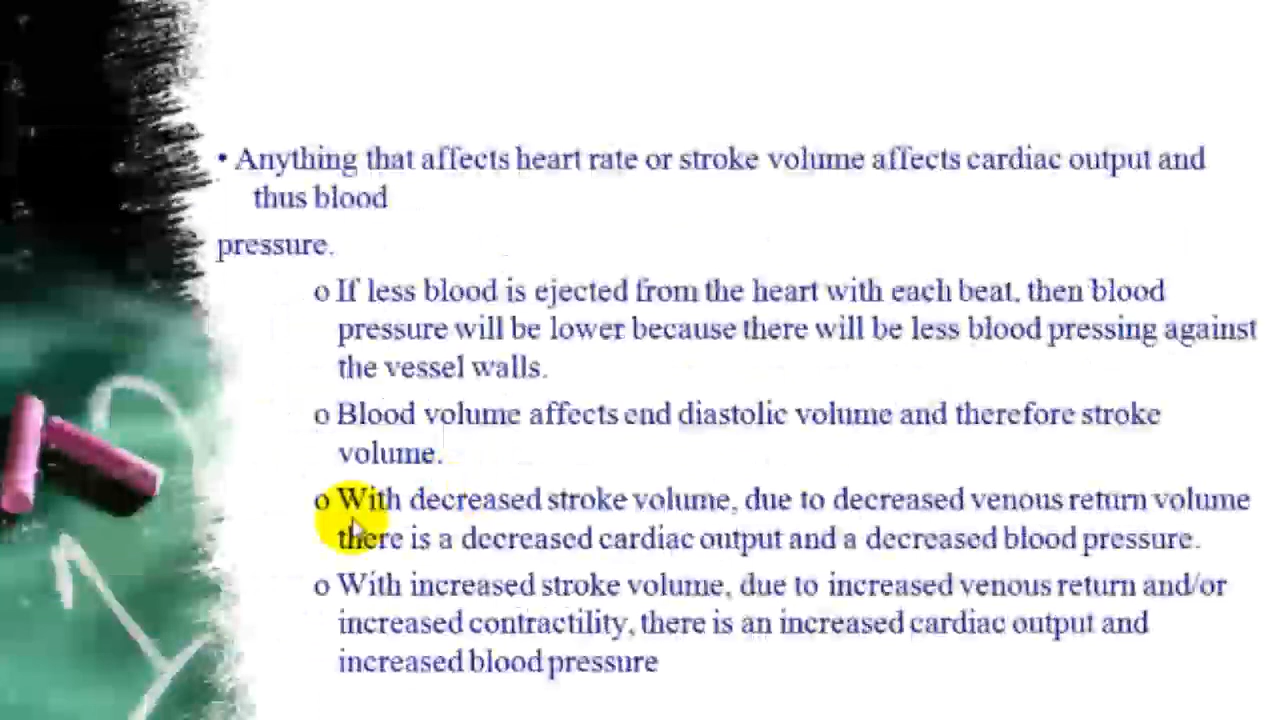 • Anything that affects heart rate or stroke volume affects cardiac output and
thus blood
pressure.
o If less blood is ejected from the heart with each beat, then blood
pressure will be lower because there will be less blood pressing against
the vessel walls.
o Blood volume affects end diastolic volume and therefore stroke
volume.
o With decreased stroke volume, due to decreased venous return volume
there is a decreased cardiac output and a decreased blood pressure.
o With increased stroke volume, due to increased venous return and/or
increased contractility, there is an increased cardiac output and
increased blood pressure